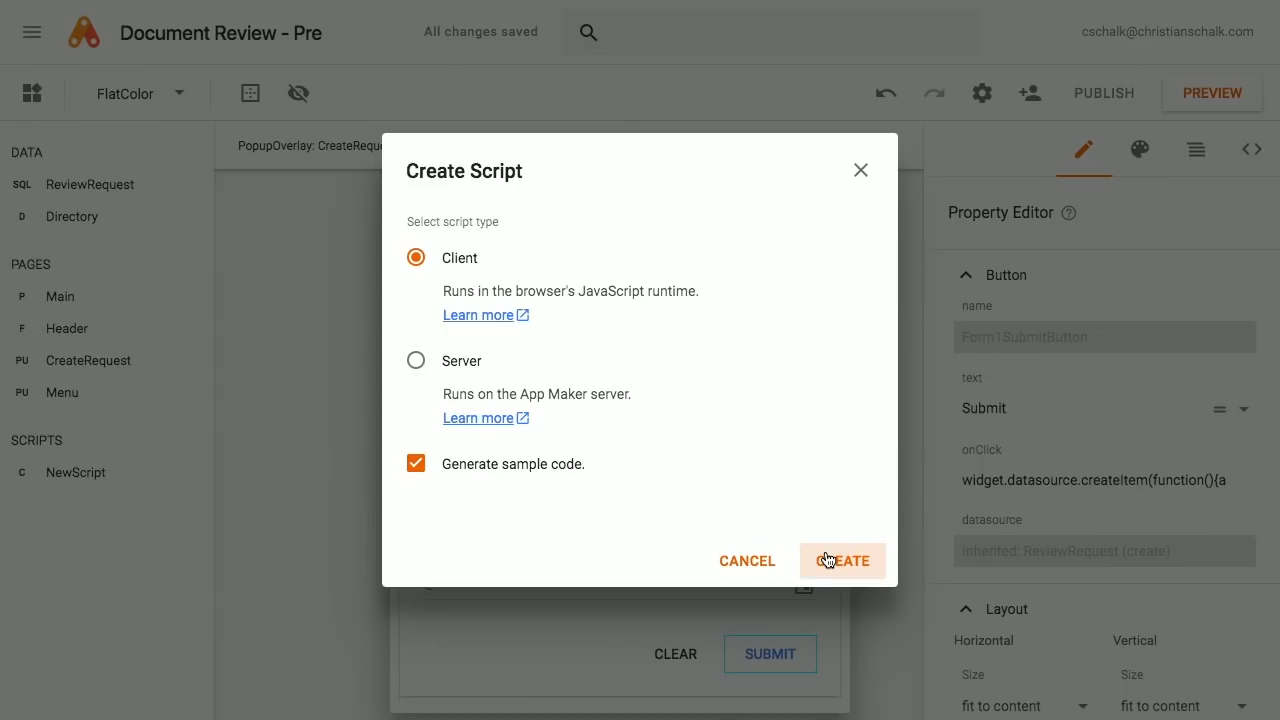 Document Review - Pre
All changes saved
cschalk@christianschalk.com
FlatColor
PUBLISH
PREVIEW
DATA
SQL ReviewRequest
D Directory
PAGES
P Main
F Header
PU CreateRequest
PU Menu
SCRIPTS
C NewScript
PopupOverlay: CreateReque
Create Script
Select script type
Client
Runs in the browser's JavaScript runtime.
Learn more
Server
Runs on the App Maker server.
Learn more
Generate sample code.
CANCEL
CREATE
CLEAR
SUBMIT
Property Editor
Button
name
Form1SubmitButton
text
Submit
onClick
widget.datasource.createItem(function(){a
datasource
Inherited: ReviewRequest (create)
Layout
Horizontal Vertical
Size Size
fit to content fit to content